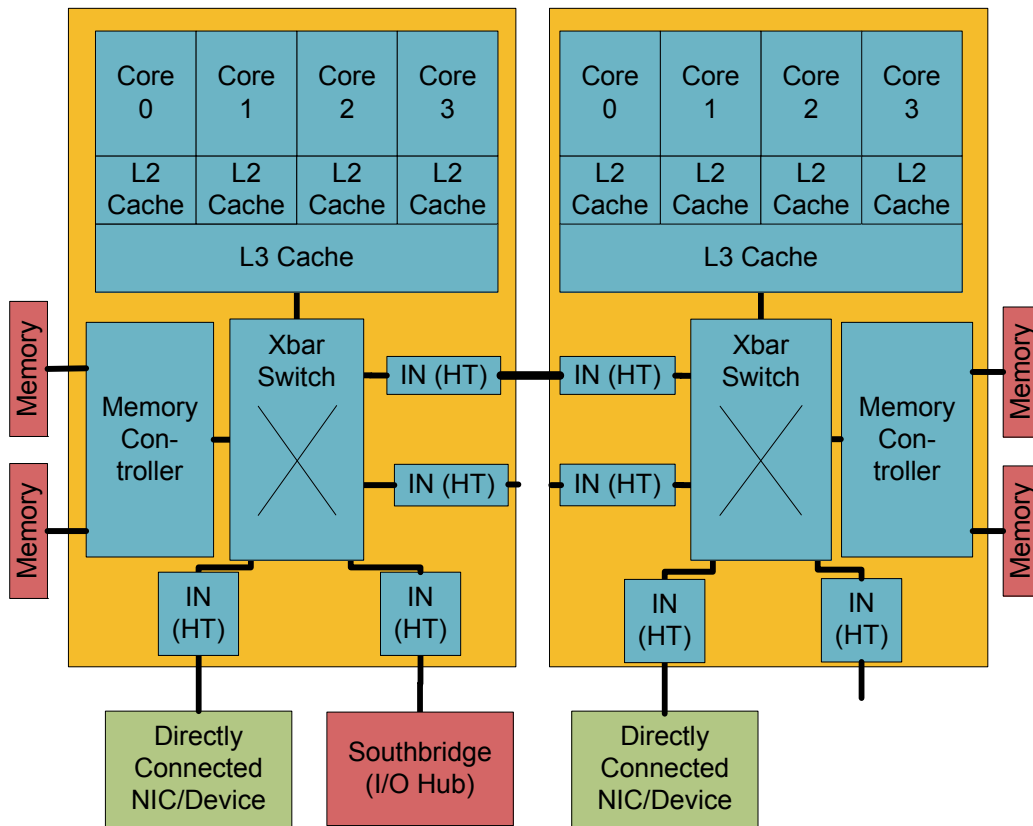 Core
0
Core
1
Core
2
Core
3
L2
Cache
L2
Cache
L2
Cache
L2
Cache
L3 Cache
Memory
Memory
Memory
Con-
troller
Xbar
Switch
IN (HT)
IN (HT)
IN
(HT)
IN
(HT)
Directly
Connected
NIC/Device
Southbridge
(I/O Hub)
Core
0
Core
1
Core
2
Core
3
L2
Cache
L2
Cache
L2
Cache
L2
Cache
L3 Cache
IN (HT)
IN (HT)
Xbar
Switch
Memory
Con-
troller
Memory
Memory
IN
(HT)
IN
(HT)
Directly
Connected
NIC/Device